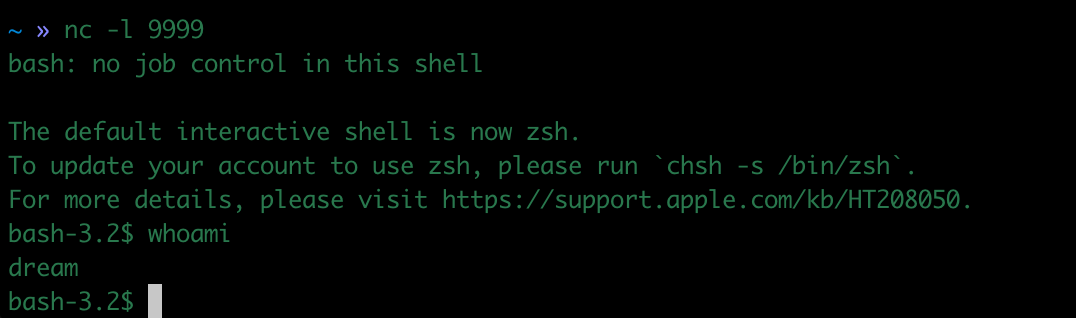 ~ » nc -l 9999
bash: no job control in this shell
The default interactive shell is now zsh.
To update your account to use zsh, please run `chsh -s /bin/zsh`.
For more details, please visit https://support.apple.com/kb/HT208050.
bash-3.2$ whoami
dream
bash-3.2$